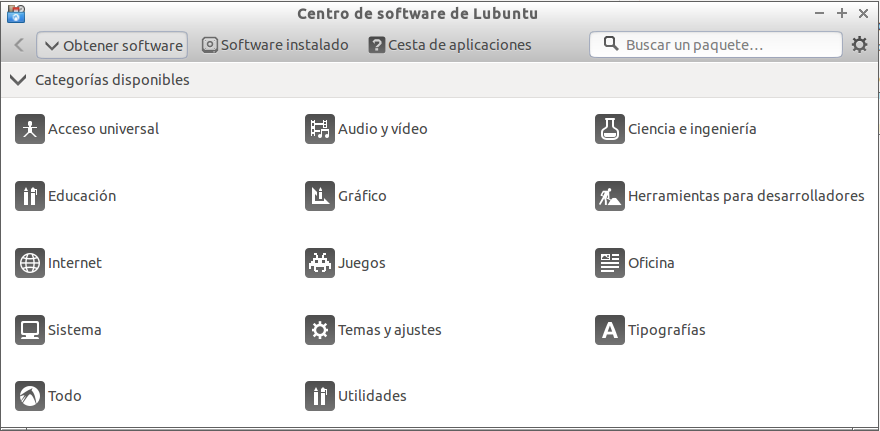 Centro de software de Lubuntu
Obtener software Software instalado Cesta de aplicaciones Buscar un paquete...
Categorías disponibles
Acceso universal Audio y vídeo Ciencia e ingeniería
Educación Gráfico Herramientas para desarrolladores
Internet Juegos Oficina
Sistema Temas y ajustes Tipografías
Todo Utilidades